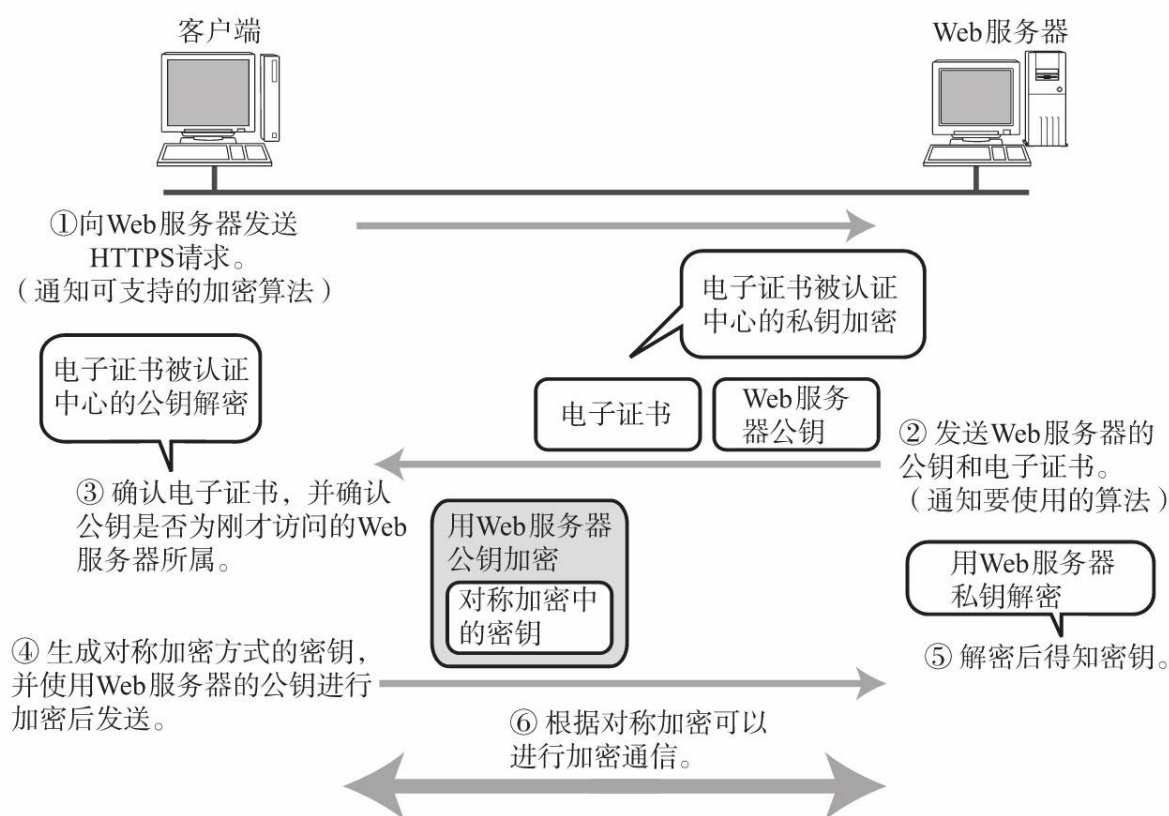 客户端
Web服务器
①向Web服务器发送
HTTPS请求。
（通知可支持的加密算法）
电子证书被认证
中心的私钥加密
电子证书被认证
中心的公钥解密
电子证书
Web服务
器公钥
② 发送Web服务器的
公钥和电子证书。
（通知要使用的算法）
③ 确认电子证书，并确认
公钥是否为刚才访问的Web
服务器所属。
用Web服务器
公钥加密
对称加密中
的密钥
用Web服务器
私钥解密
④ 生成对称加密方式的密钥，
并使用Web服务器的公钥进行
加密后发送。
⑤ 解密后得知密钥。
⑥ 根据对称加密可以
进行加密通信。